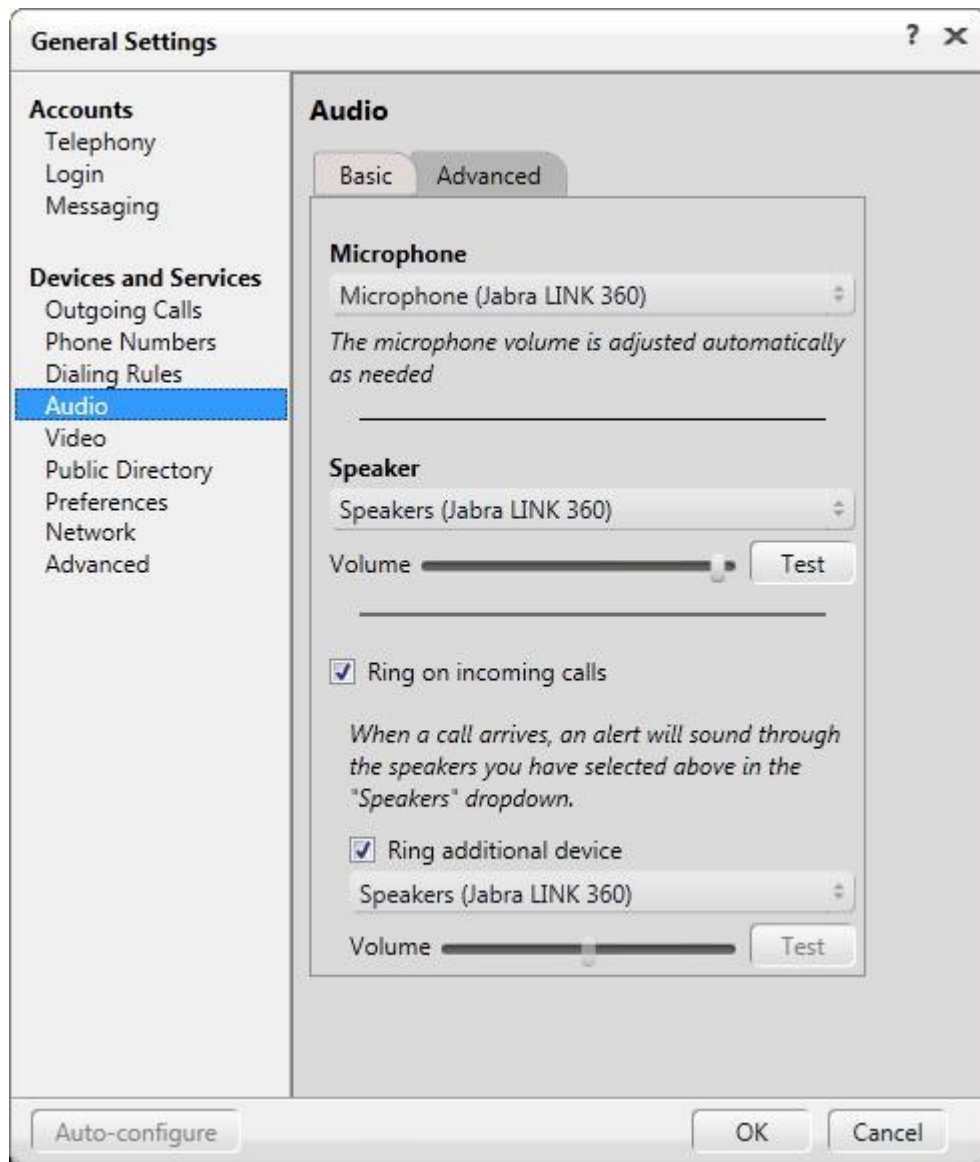 General Settings
?
Accounts
Telephony
Login
Messaging
Devices and Services
Outgoing Calls
Phone Numbers
Dialing Rules
Audio
Video
Public Directory
Preferences
Network
Advanced
Audio
Basic
Advanced
Microphone
Microphone (Jabra LINK 360)
The microphone volume is adjusted automatically
as needed
Speaker
Speakers (Jabra LINK 360)
Volume
Test
Ring on incoming calls
When a call arrives, an alert will sound through
the speakers you have selected above in the
"Speakers" dropdown.
Ring additional device
Speakers (Jabra LINK 360)
Volume
Test
Auto-configure
OK
Cancel